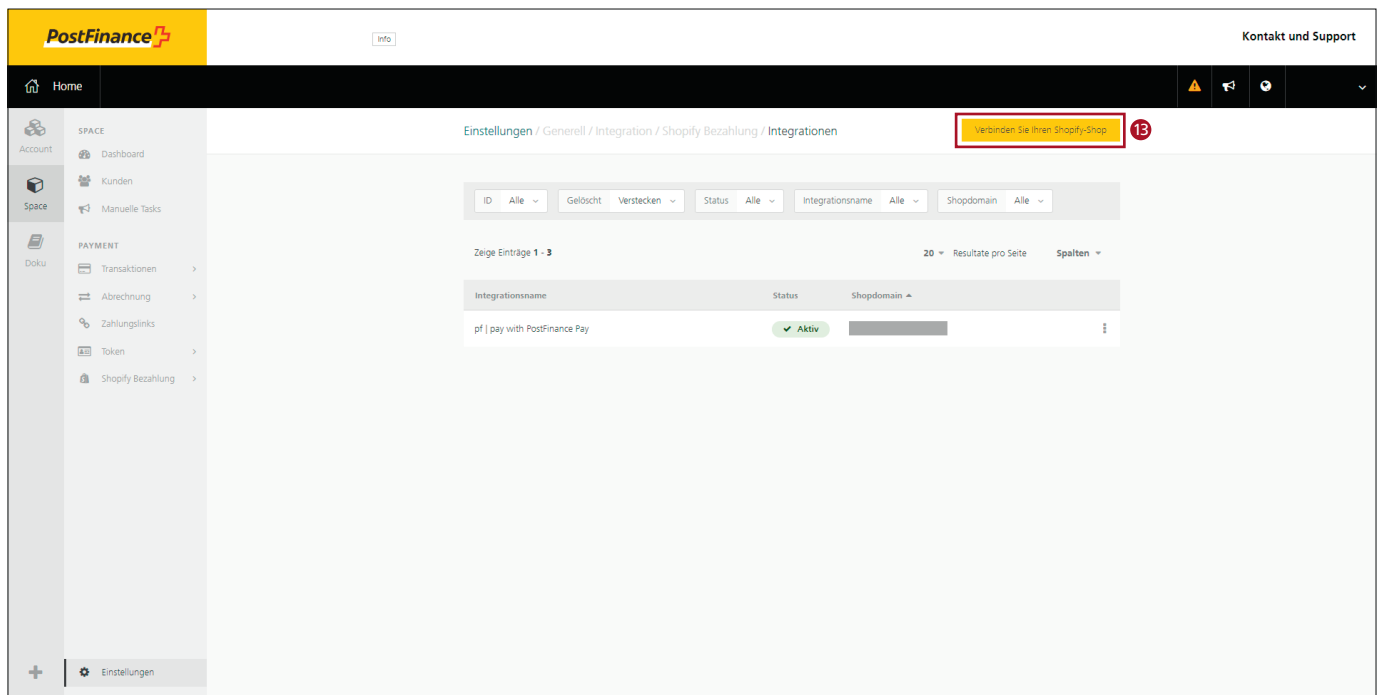 PostFinance
Info
Kontakt und Support
Home
Account
Space
Doku
SPACE
Dashboard
Kunden
Manuelle Tasks
PAYMENT
Transaktionen
Abrechnung
Zahlungslinks
Token
Shopify Bezahlung
Einstellungen
Einstellungen / Generell / Integration / Shopify Bezahlung / Integrationen
Verbinden Sie Ihren Shopify-Shop
13
ID Alle Gelöscht Verstecken Status Alle Integrationsname Alle Shopdomain Alle
Zeige Einträge 1 - 3 20 Resultate pro Seite Spalten
Integrationsname Status Shopdomain
pf | pay with PostFinance Pay Aktiv